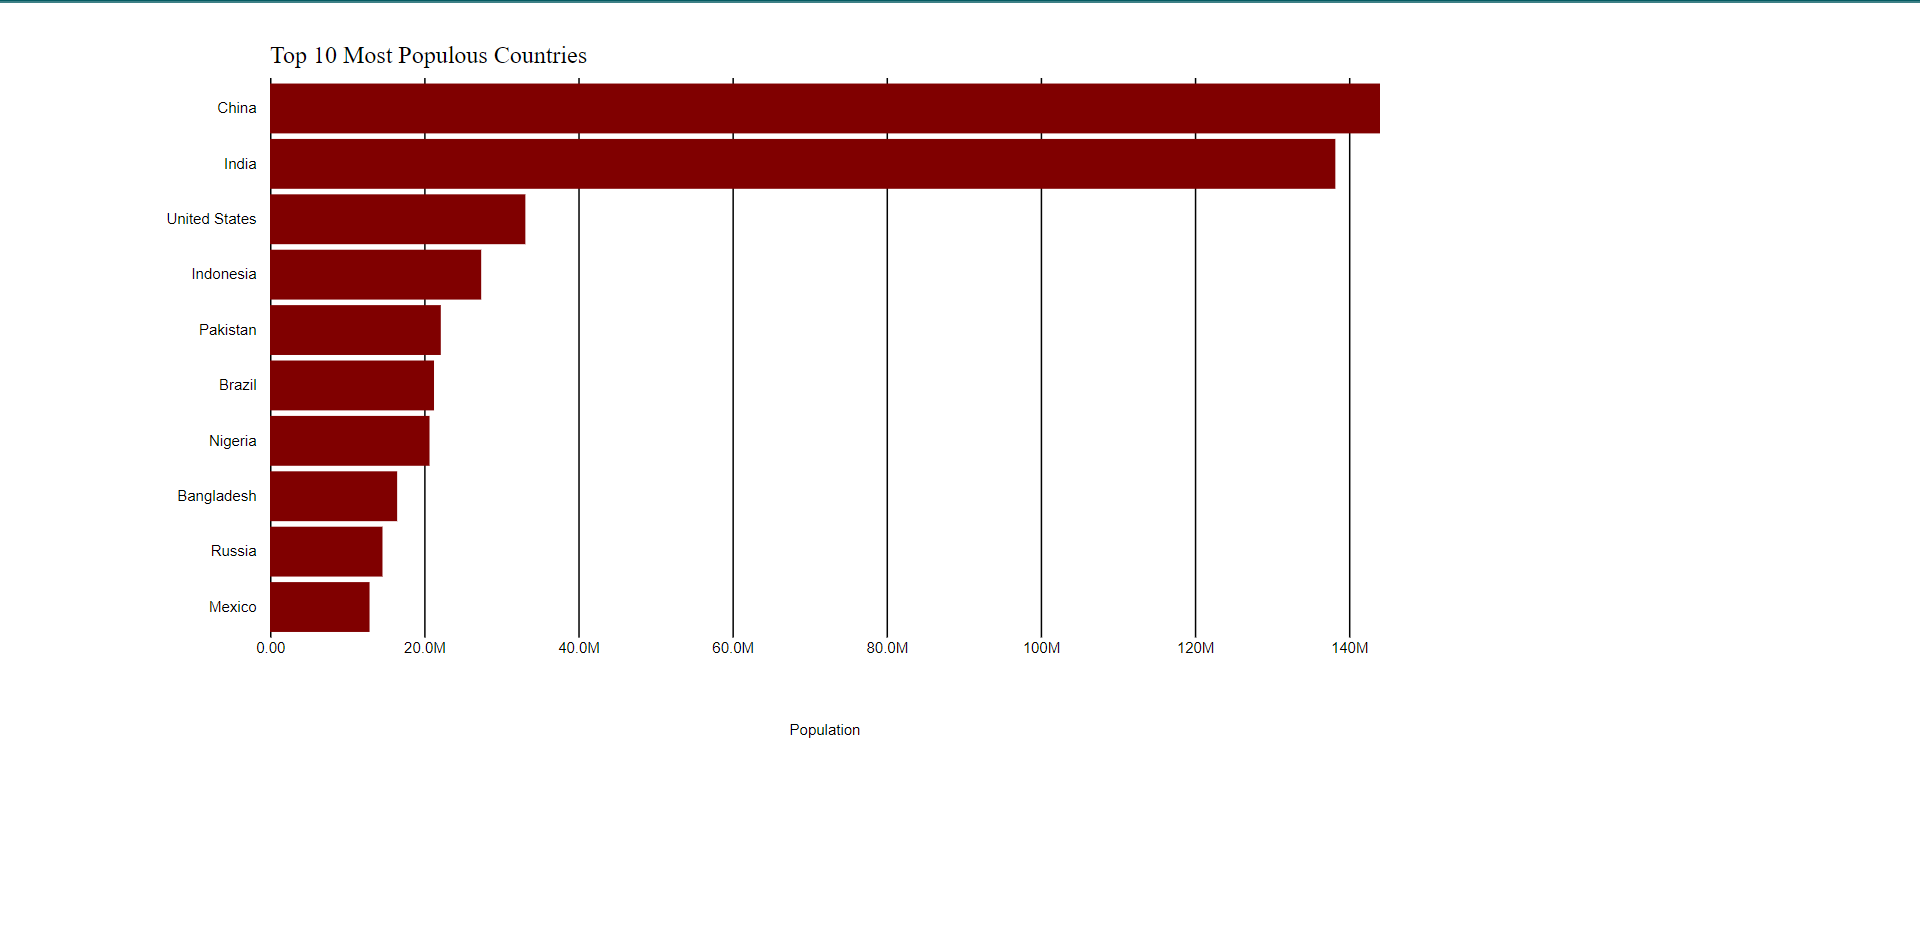 Top 10 Most Populous Countries
China
India
United States
Indonesia
Pakistan
Brazil
Nigeria
Bangladesh
Russia
Mexico
0.00 20.0M 40.0M 60.0M 80.0M 100M 120M 140M
Population